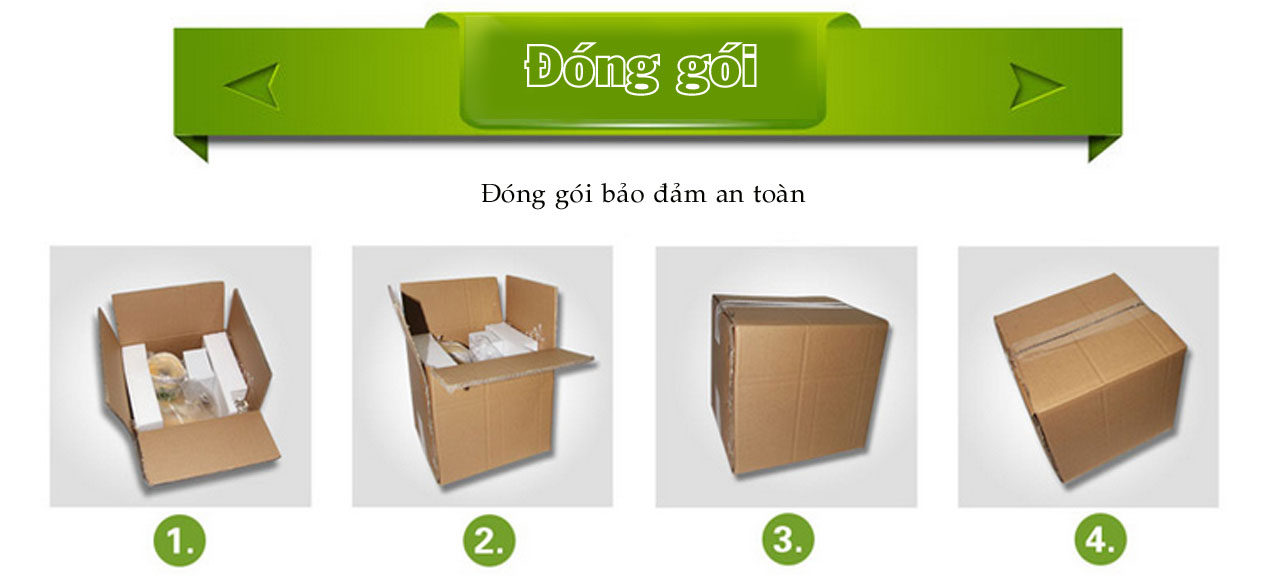 Đóng gói
Đóng gói bảo đảm an toàn
1.
2.
3.
4.